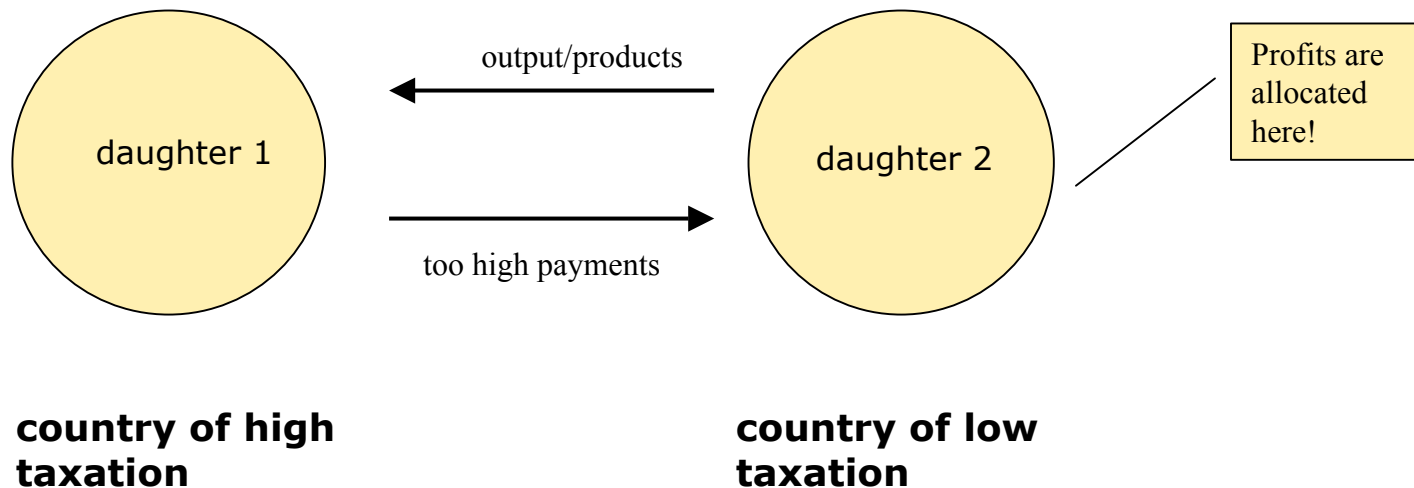 output/products
Profits are
allocated
here!
daughter 1
daughter 2
too high payments
country of high
taxation
country of low
taxation